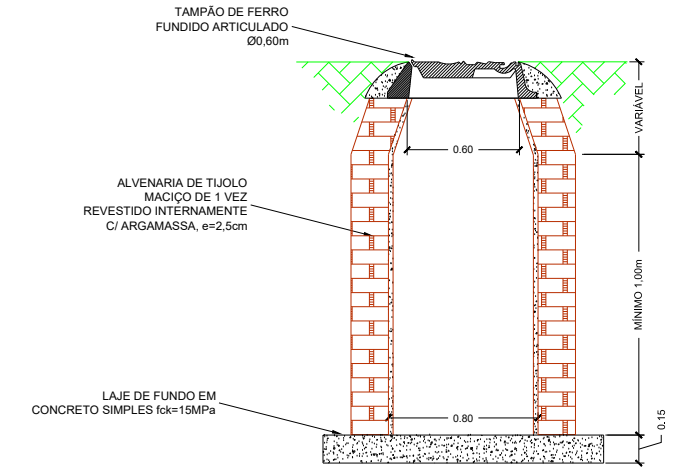 TAMPÃO DE FERRO
FUNDIDO ARTICULADO
Ø0,60m
VARIÁVEL
0.60
ALVENARIA DE TIJOLO
MACIÇO DE 1 VEZ
REVESTIDO INTERNAMENTE
C/ ARGAMASSA, e=2,5cm
MÍNIMO 1,00m
LAJE DE FUNDO EM
CONCRETO SIMPLES fck=15MPa
0.80
0.15